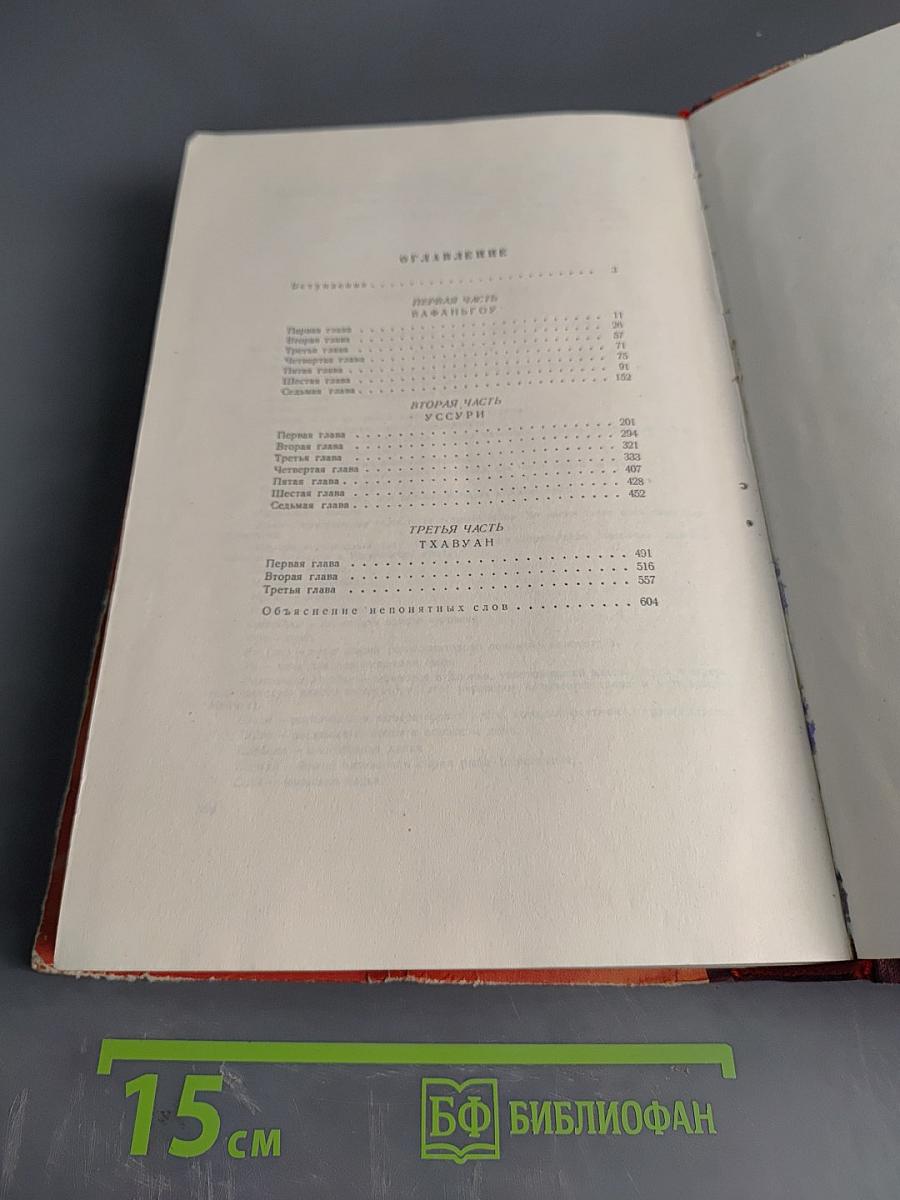 ОГЛАВЛЕНИЕ
Вступление . . . . . . . . . . . . . . . . . . . . . . 3
ПЕРВАЯ ЧАСТЬ
ВАФАНЬГОУ
Первая глава . . . . . . . . . . . . . . . . . . . . 11
Вторая глава . . . . . . . . . . . . . . . . . . . . 26
Третья глава . . . . . . . . . . . . . . . . . . . . 57
Четвертая глава . . . . . . . . . . . . . . . . . . . . 71
Пятая глава . . . . . . . . . . . . . . . . . . . . 75
Шестая глава . . . . . . . . . . . . . . . . . . . . 91
Седьмая глава . . . . . . . . . . . . . . . . . . . . 152
ВТОРАЯ ЧАСТЬ
УССУРИ
Первая глава . . . . . . . . . . . . . . . . . . . . 201
Вторая глава . . . . . . . . . . . . . . . . . . . . 294
Третья глава . . . . . . . . . . . . . . . . . . . . 321
Четвертая глава . . . . . . . . . . . . . . . . . . . . 333
Пятая глава . . . . . . . . . . . . . . . . . . . . 407
Шестая глава . . . . . . . . . . . . . . . . . . . . 428
Седьмая глава . . . . . . . . . . . . . . . . . . . . 452
ТРЕТЬЯ ЧАСТЬ
ТХАВУАН
Первая глава . . . . . . . . . . . . . . . . . . . . 491
Вторая глава . . . . . . . . . . . . . . . . . . . . 516
Третья глава . . . . . . . . . . . . . . . . . . . . 557
Объяснение непонятных слов . . . . . . . . . . 604
15 см
БФ БИБЛИОФАН